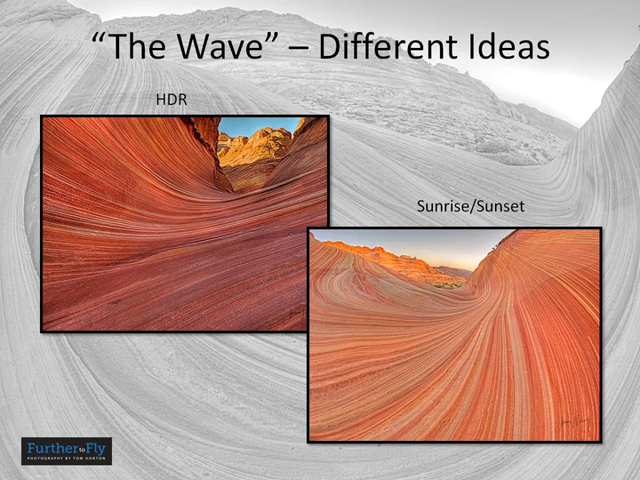 “The Wave” – Different Ideas
HDR
Sunrise/Sunset
Further to Fly
PHOTOGRAPHY BY TOM HORTON